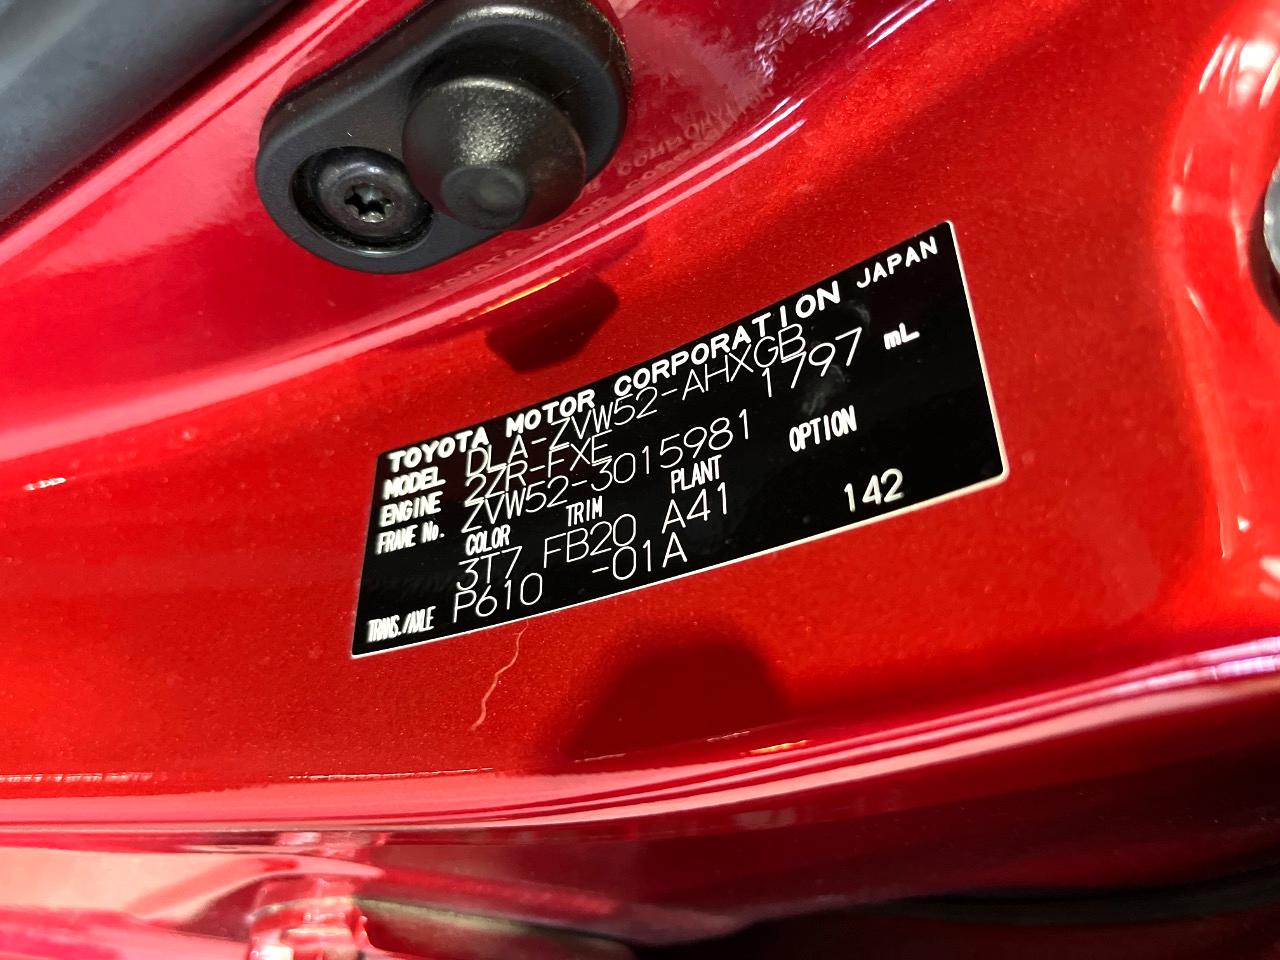 TOYOTA MOTOR CORPORATION JAPAN
MODEL DLA-ZVW52-AHXGB
ENGINE 2ZR-FXE 1797 mL
FRAME No. ZVW52-3015981
COLOR TRIM PLANT OPTION
3T7 FB20 A41 142
TRANS./AXLE P610 -01A